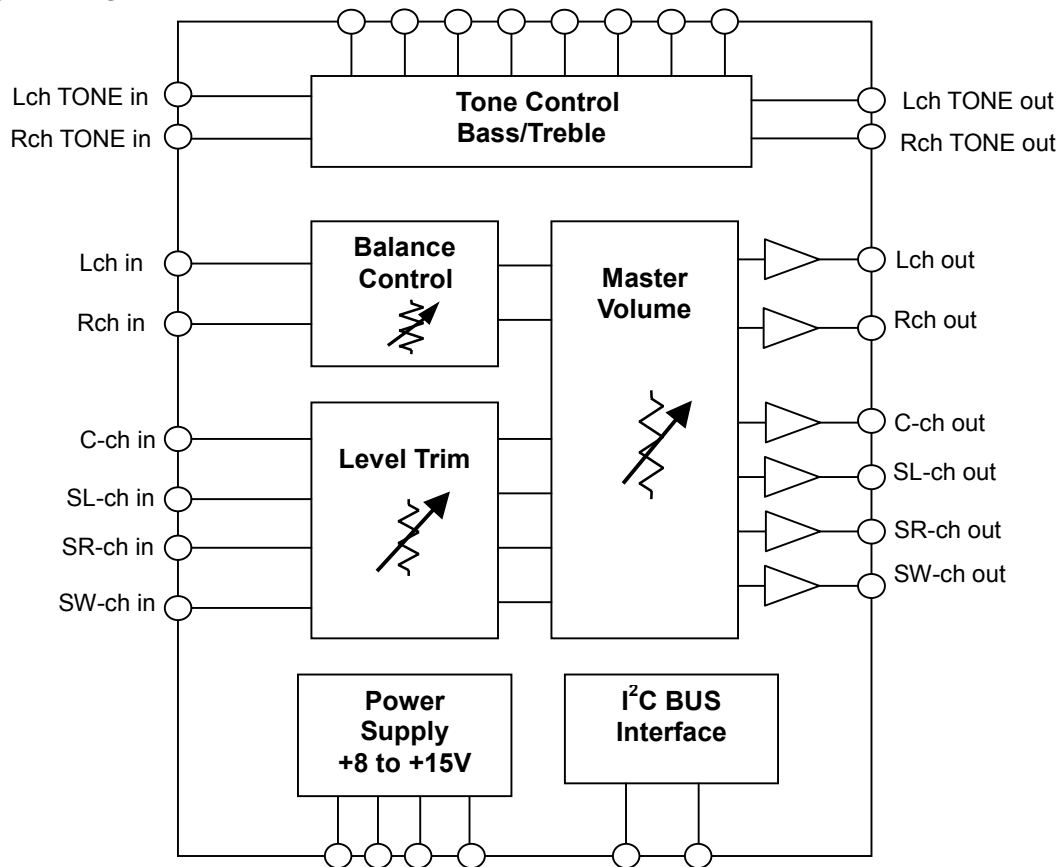 Lch TONE in
Rch TONE in
Tone Control
Bass/Treble
Lch TONE out
Rch TONE out
Lch in
Rch in
Balance
Control
Master
Volume
Lch out
Rch out
C-ch in
SL-ch in
SR-ch in
SW-ch in
Level Trim
C-ch out
SL-ch out
SR-ch out
SW-ch out
Power
Supply
+8 to +15V
I²C BUS
Interface